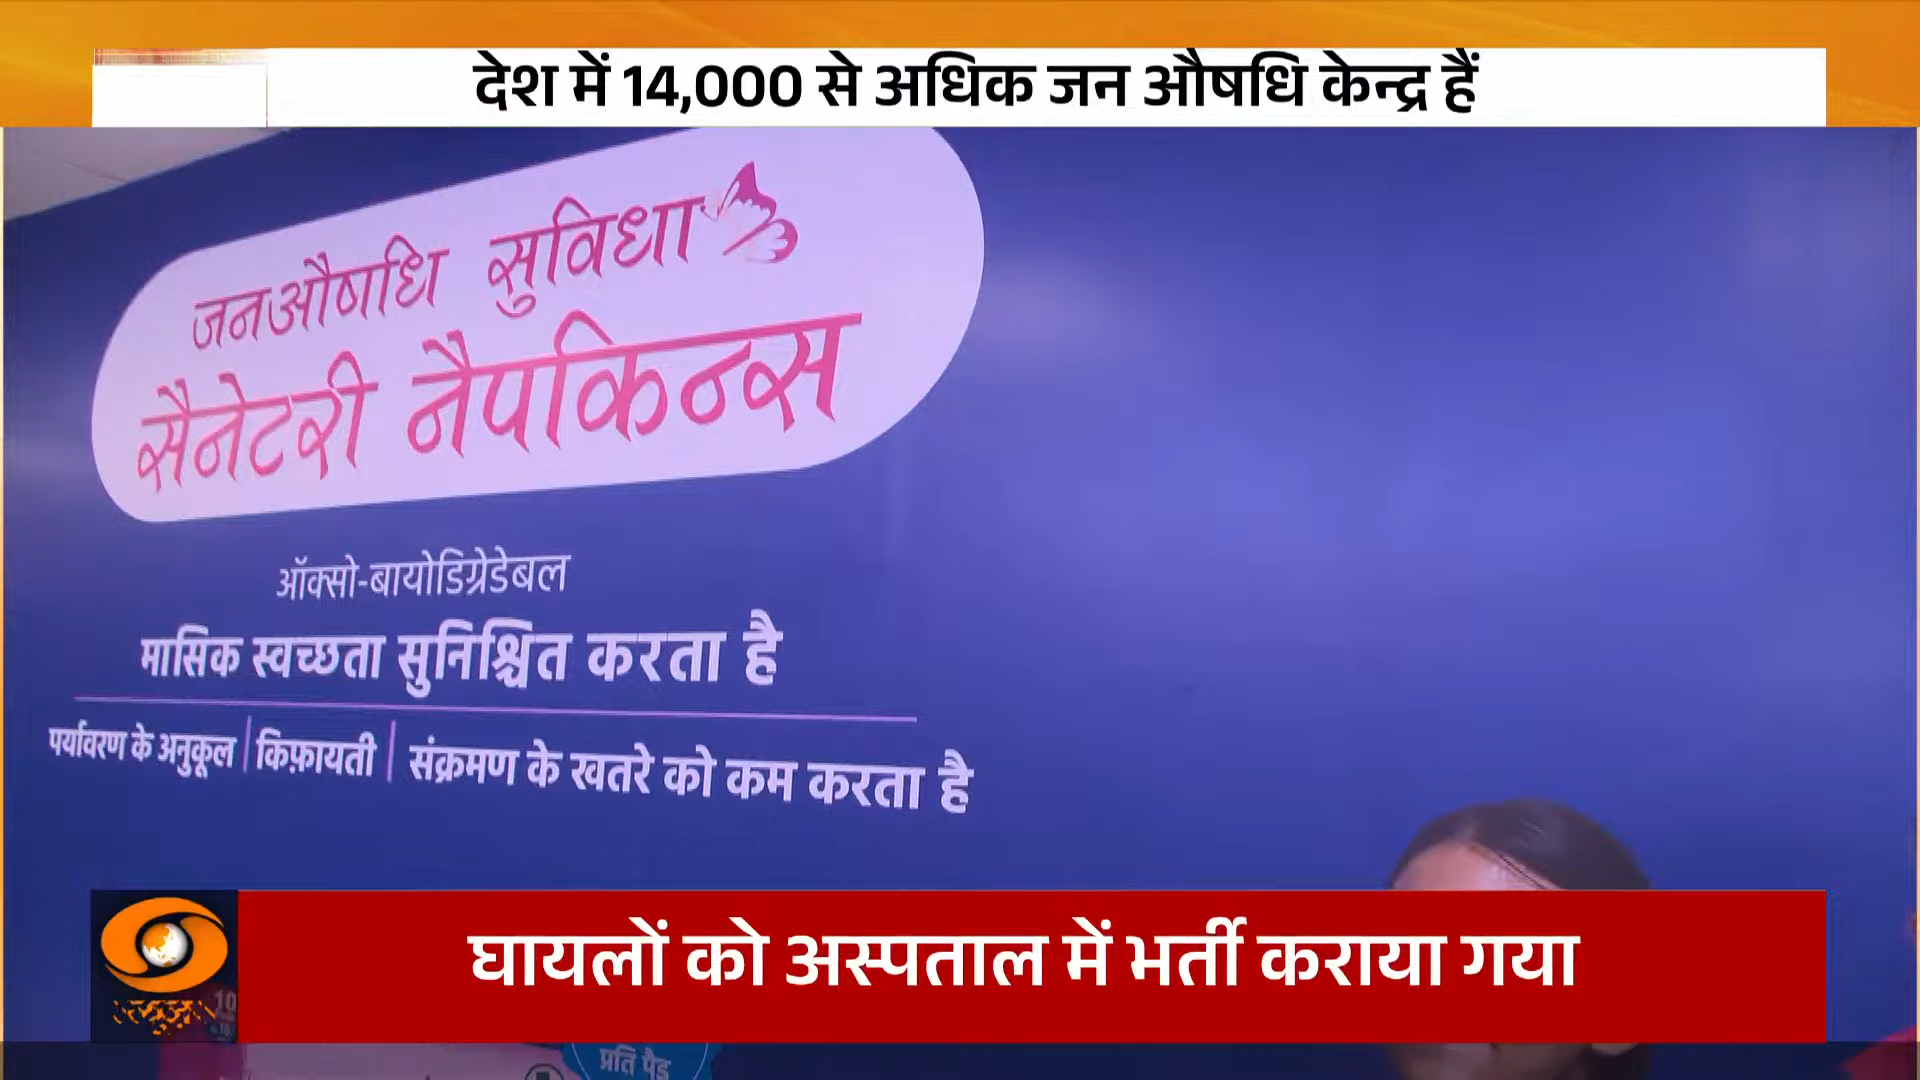 देश में 14,000 से अधिक जन औषधि केन्द्र हैं
जनऔषधि सुविधा
सैनेटरी नैपकिन्स
ऑक्सो-बायोडिग्रेडेबल
मासिक स्वच्छता सुनिश्चित करता है
पर्यावरण के अनुकूल | किफ़ायती | संक्रमण के खतरे को कम करता है
घायलों को अस्पताल में भर्ती कराया गया
प्रति पैड